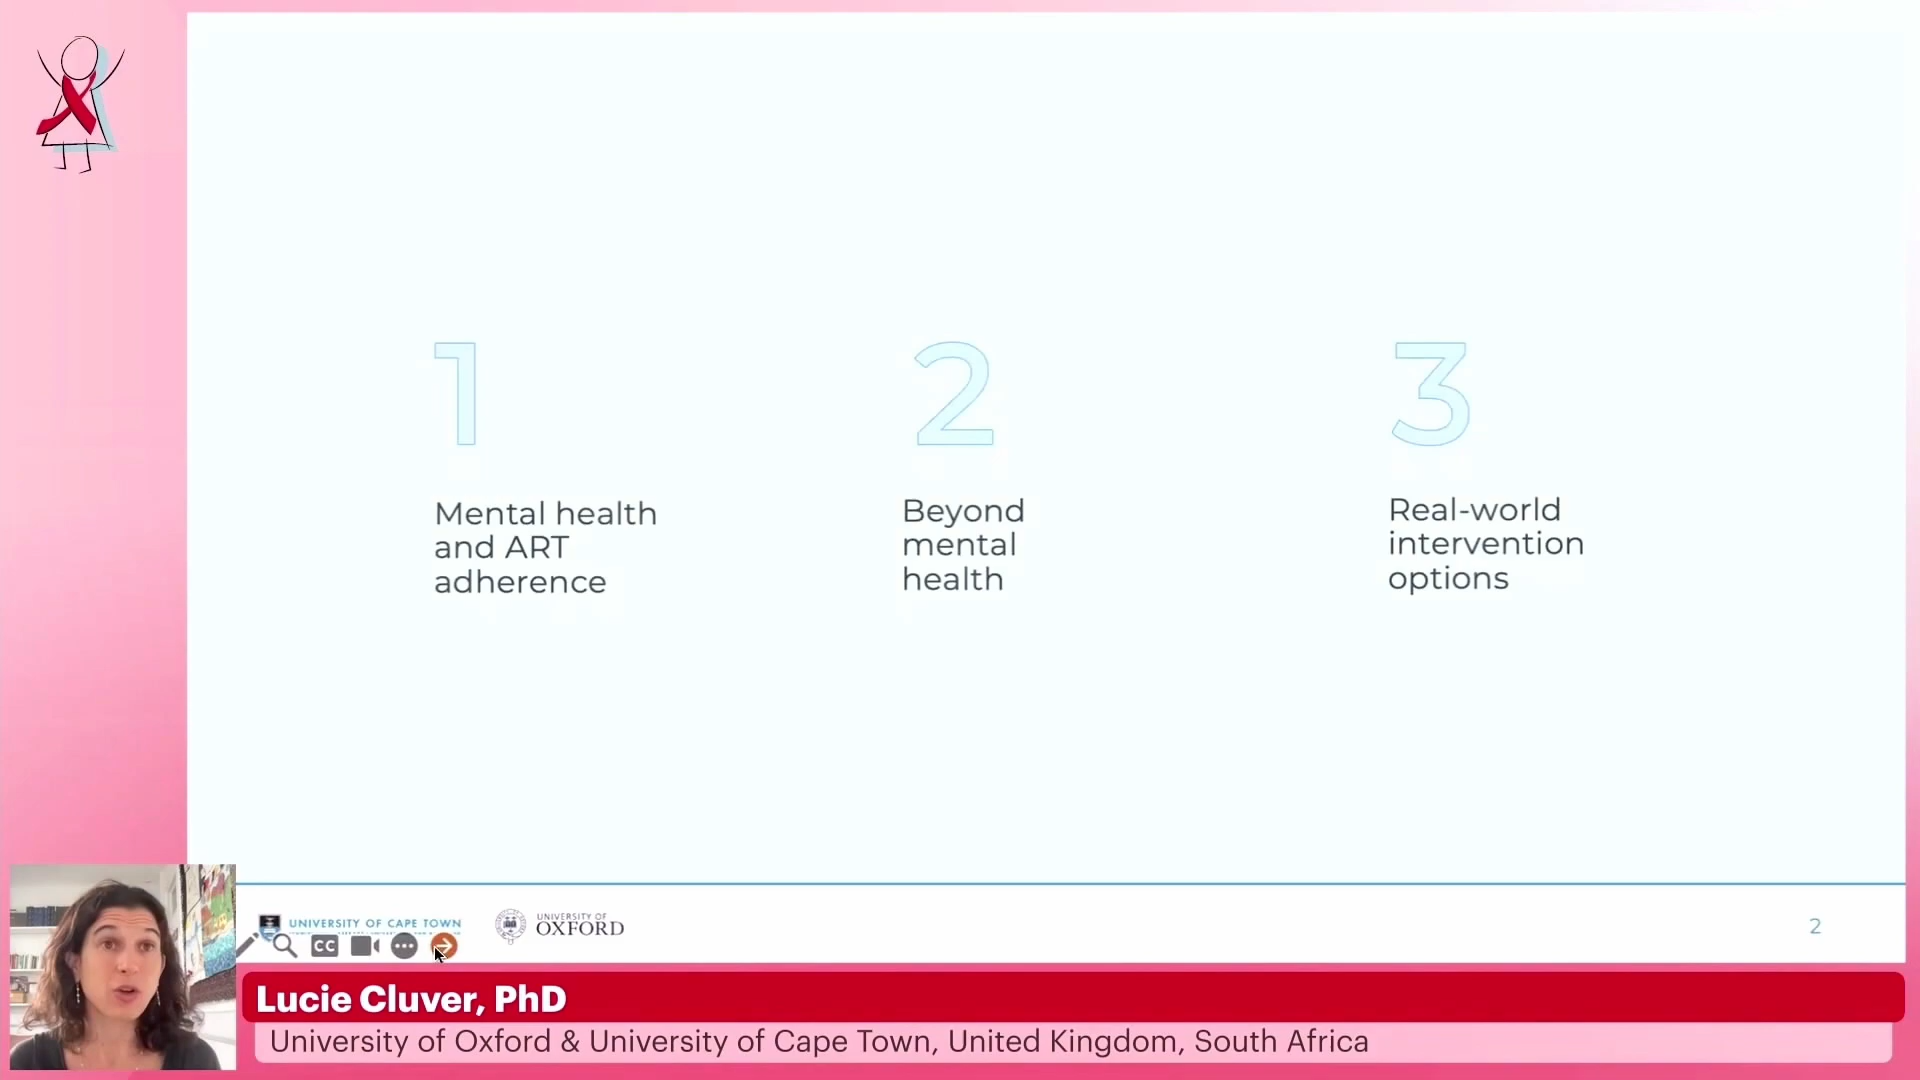 1
Mental health
and ART
adherence
2
Beyond
mental
health
3
Real-world
intervention
options
UNIVERSITY OF CAPE TOWN
UNIVERSITY OF
OXFORD
CC
2
Lucie Cluver, PhD
University of Oxford & University of Cape Town, United Kingdom, South Africa